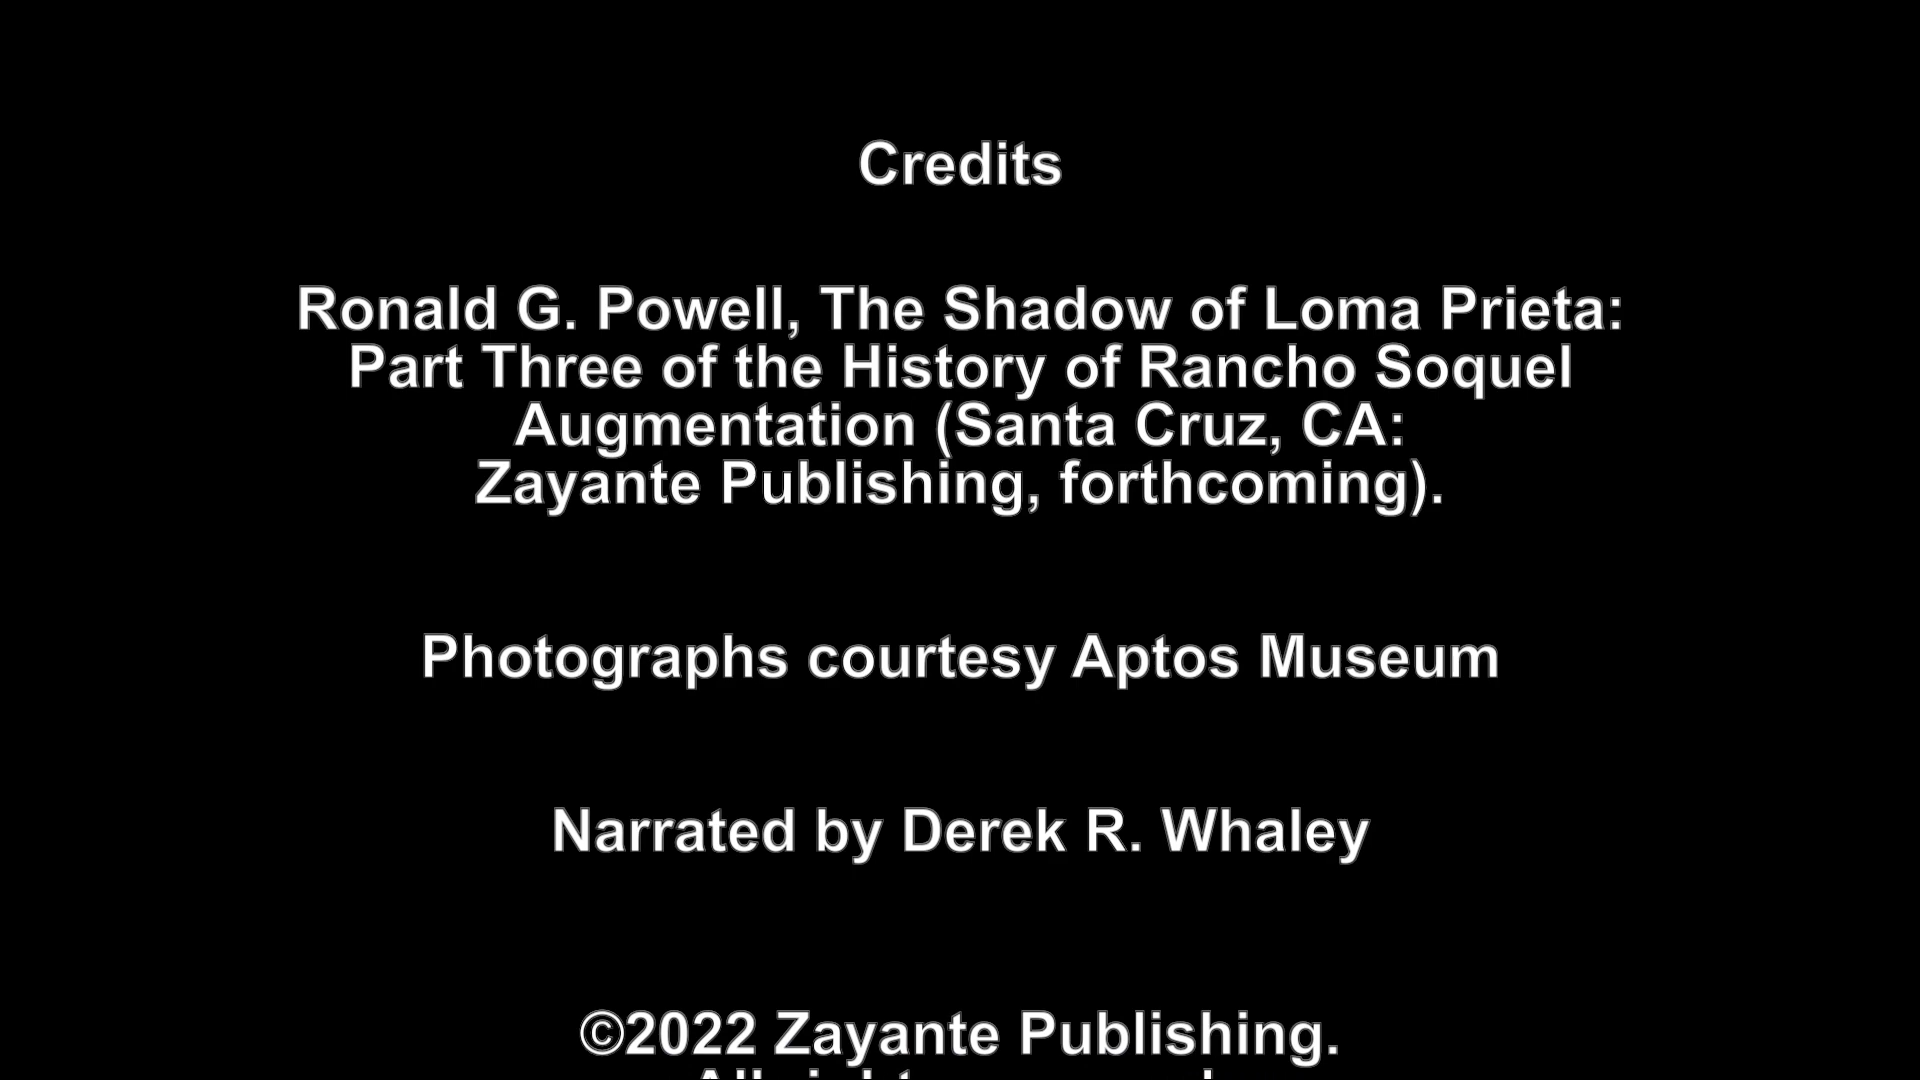 Credits
Ronald G. Powell, The Shadow of Loma Prieta:
Part Three of the History of Rancho Soquel
Augmentation (Santa Cruz, CA:
Zayante Publishing, forthcoming).
Photographs courtesy Aptos Museum
Narrated by Derek R. Whaley
©2022 Zayante Publishing.